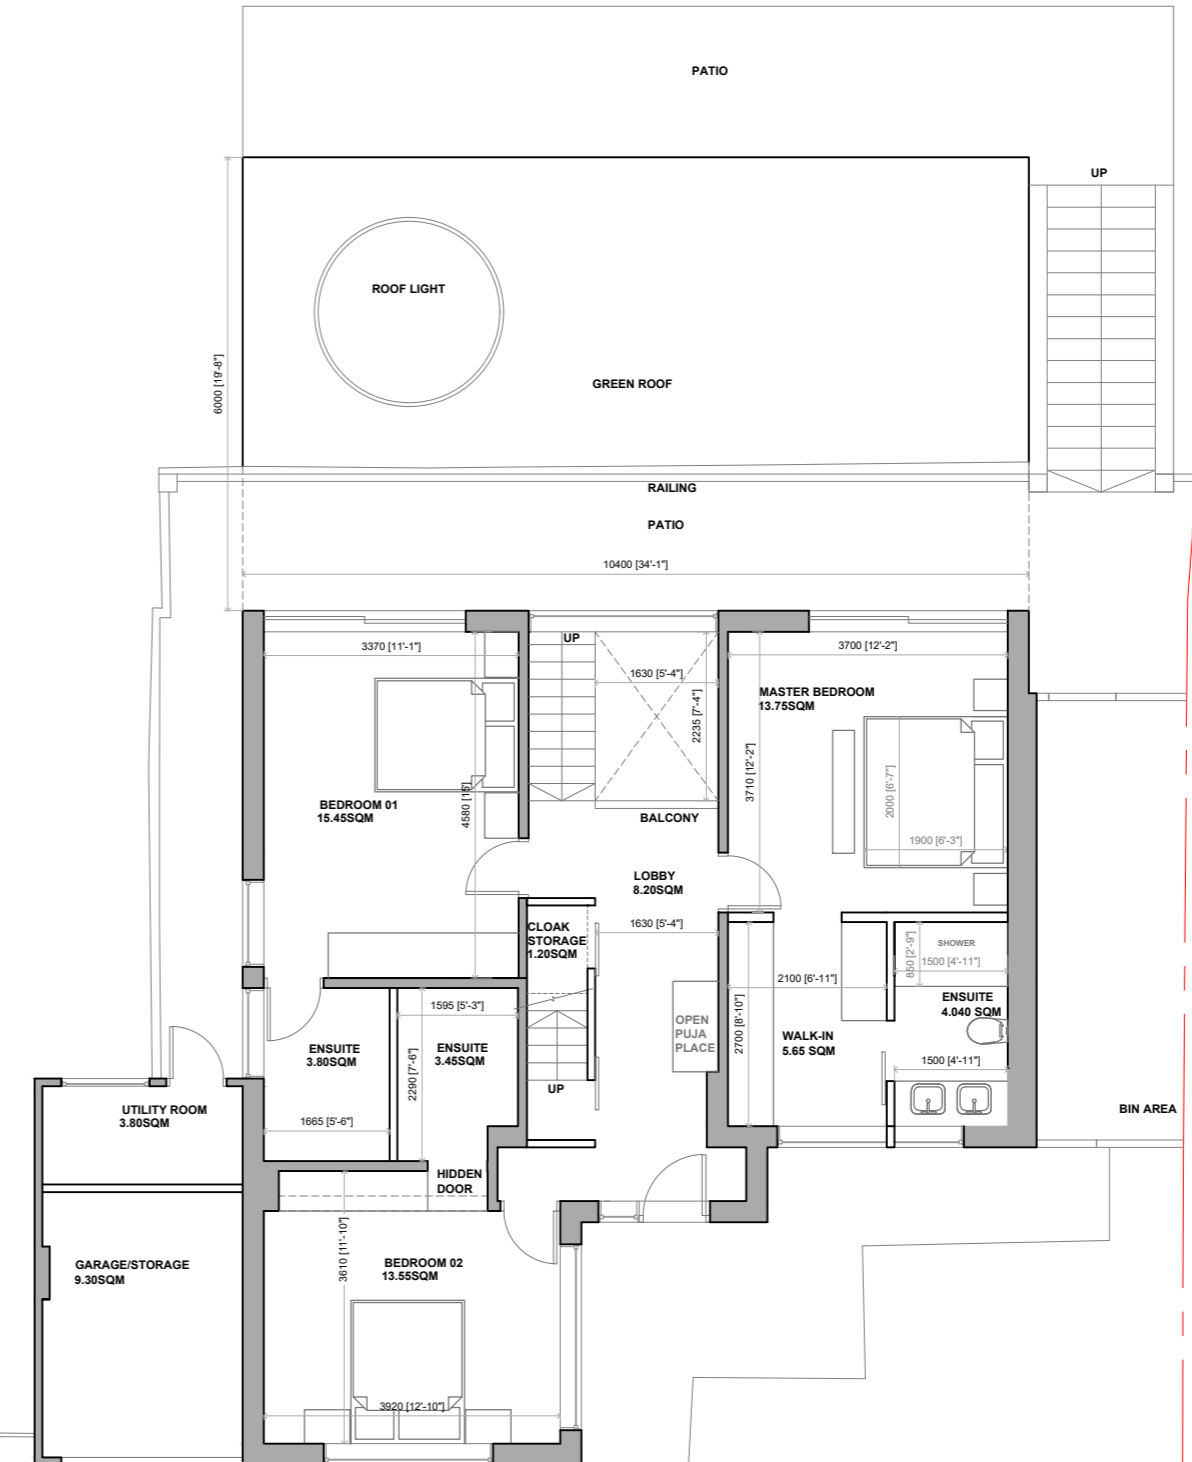 PATIO
UP
ROOF LIGHT
GREEN ROOF
6000 [19'-8"]
RAILING
PATIO
10400 [34'-1"]
UP
3370 [11'-1"]
1630 [5'-4"]
2235 [7'-4"]
3700 [12'-2"]
MASTER BEDROOM
13.75SQM
3710 [12'-2"]
2000 [6'-7"]
1900 [6'-3"]
BEDROOM 01
15.45SQM
4580 [15']
BALCONY
LOBBY
8.20SQM
CLOAK
STORAGE
1.20SQM
1630 [5'-4"]
SHOWER
850 [2'-9"]
1500 [4'-11"]
2100 [6'-11"]
ENSUITE
4.040 SQM
1595 [5'-3"]
OPEN
PUJA
PLACE
2700 [8'-10"]
WALK-IN
5.65 SQM
ENSUITE
3.80SQM
ENSUITE
3.45SQM
2290 [7'-6"]
1500 [4'-11"]
UP
UTILITY ROOM
3.80SQM
1665 [5'-6"]
BIN AREA
HIDDEN
DOOR
3610 [11'-10"]
GARAGE/STORAGE
9.30SQM
BEDROOM 02
13.55SQM
3920 [12'-10"]